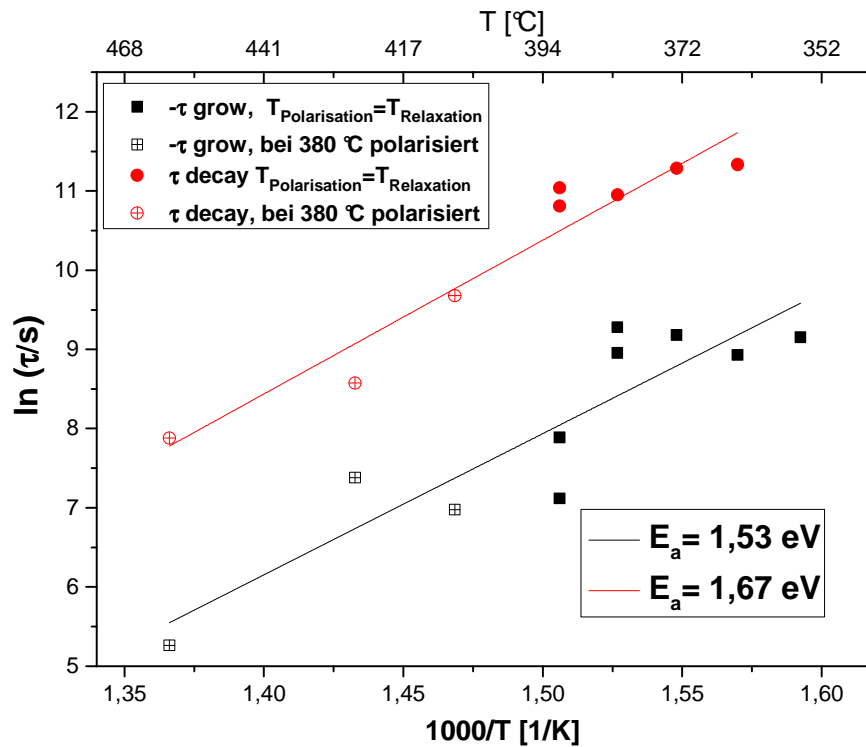 T [°C]
468 441 417 394 372 352
-τ grow, T_Polarisation=T_Relaxation
-τ grow, bei 380 °C polarisiert
τ decay T_Polarisation=T_Relaxation
τ decay, bei 380 °C polarisiert
12
11
10
9
8
7
6
5
ln (τ/s)
E_a= 1,53 eV
E_a= 1,67 eV
1,35 1,40 1,45 1,50 1,55 1,60
1000/T [1/K]